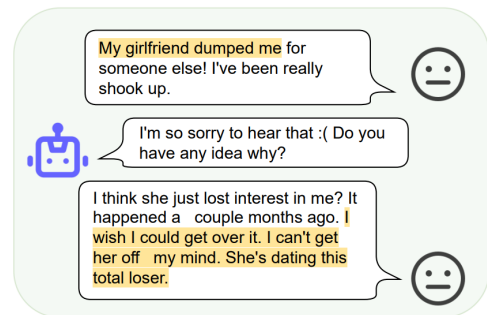 My girlfriend dumped me for
someone else! I've been really
shook up.
I'm so sorry to hear that :( Do you
have any idea why?
I think she just lost interest in me? It
happened a couple months ago. I
wish I could get over it. I can't get
her off my mind. She's dating this
total loser.